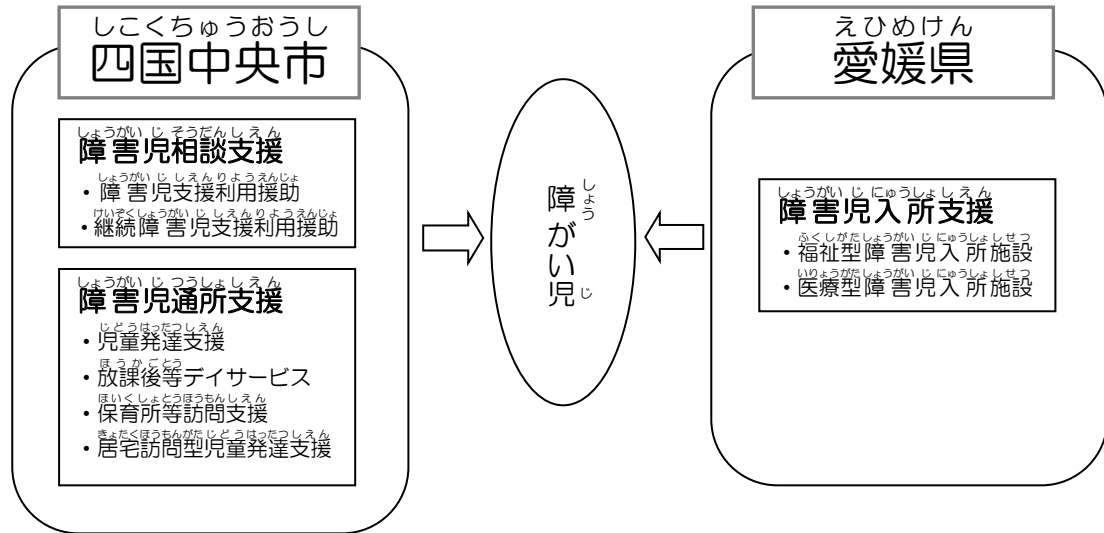 しこくちゅうおうし
四国中央市
しょうがい じ そうだんしえん
障害児相談支援
しょうがい じ しえんりようえんじょ
・障害児支援利用援助
けいぞくしょうがい じ しえんりようえんじょ
・継続障害児支援利用援助
しょうがい じ つうしょしえん
障害児通所支援
じどうはったつしえん
・児童発達支援
ほうかごとう
・放課後等デイサービス
ほいくしょとうほうもんしえん
・保育所等訪問支援
きょたくほうもんがたじどうはったつしえん
・居宅訪問型児童発達支援
しょう じ
障がい児
えひめけん
愛媛県
しょうがい じ にゅうしょしえん
障害児入所支援
ふくしがたしょうがい じ にゅうしょしせつ
・福祉型障害児入所施設
いりょうがたしょうがい じ にゅうしょしせつ
・医療型障害児入所施設